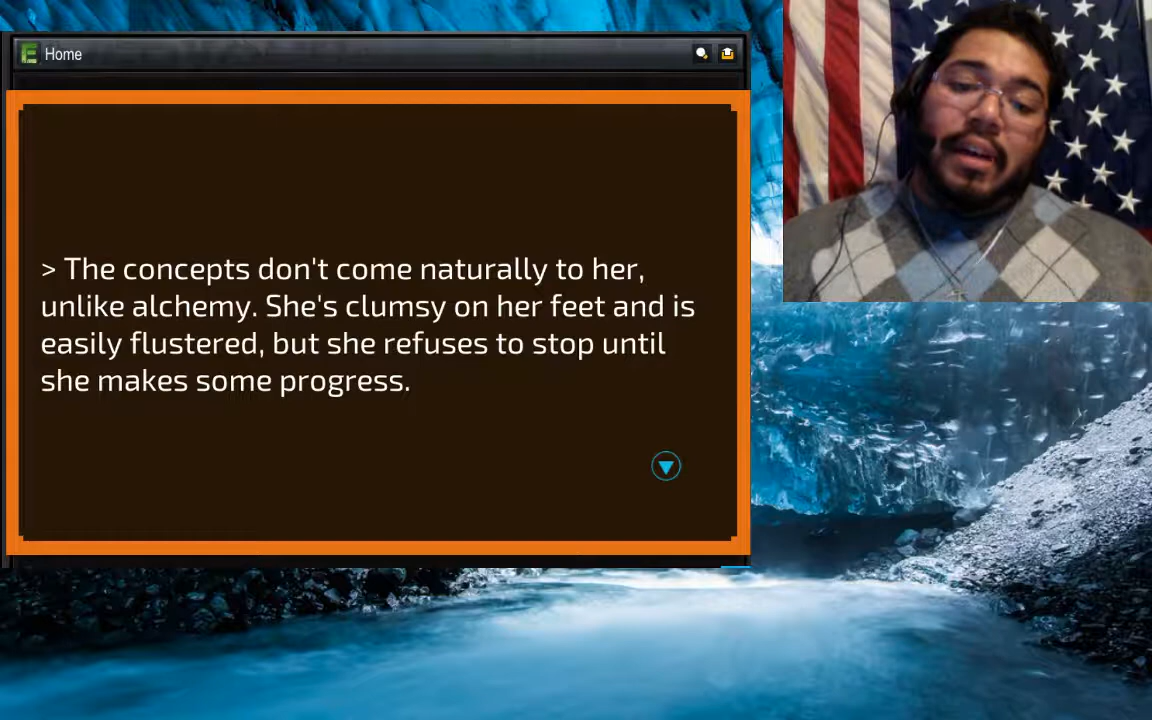 Home
> The concepts don't come naturally to her,
unlike alchemy. She's clumsy on her feet and is
easily flustered, but she refuses to stop until
she makes some progress.